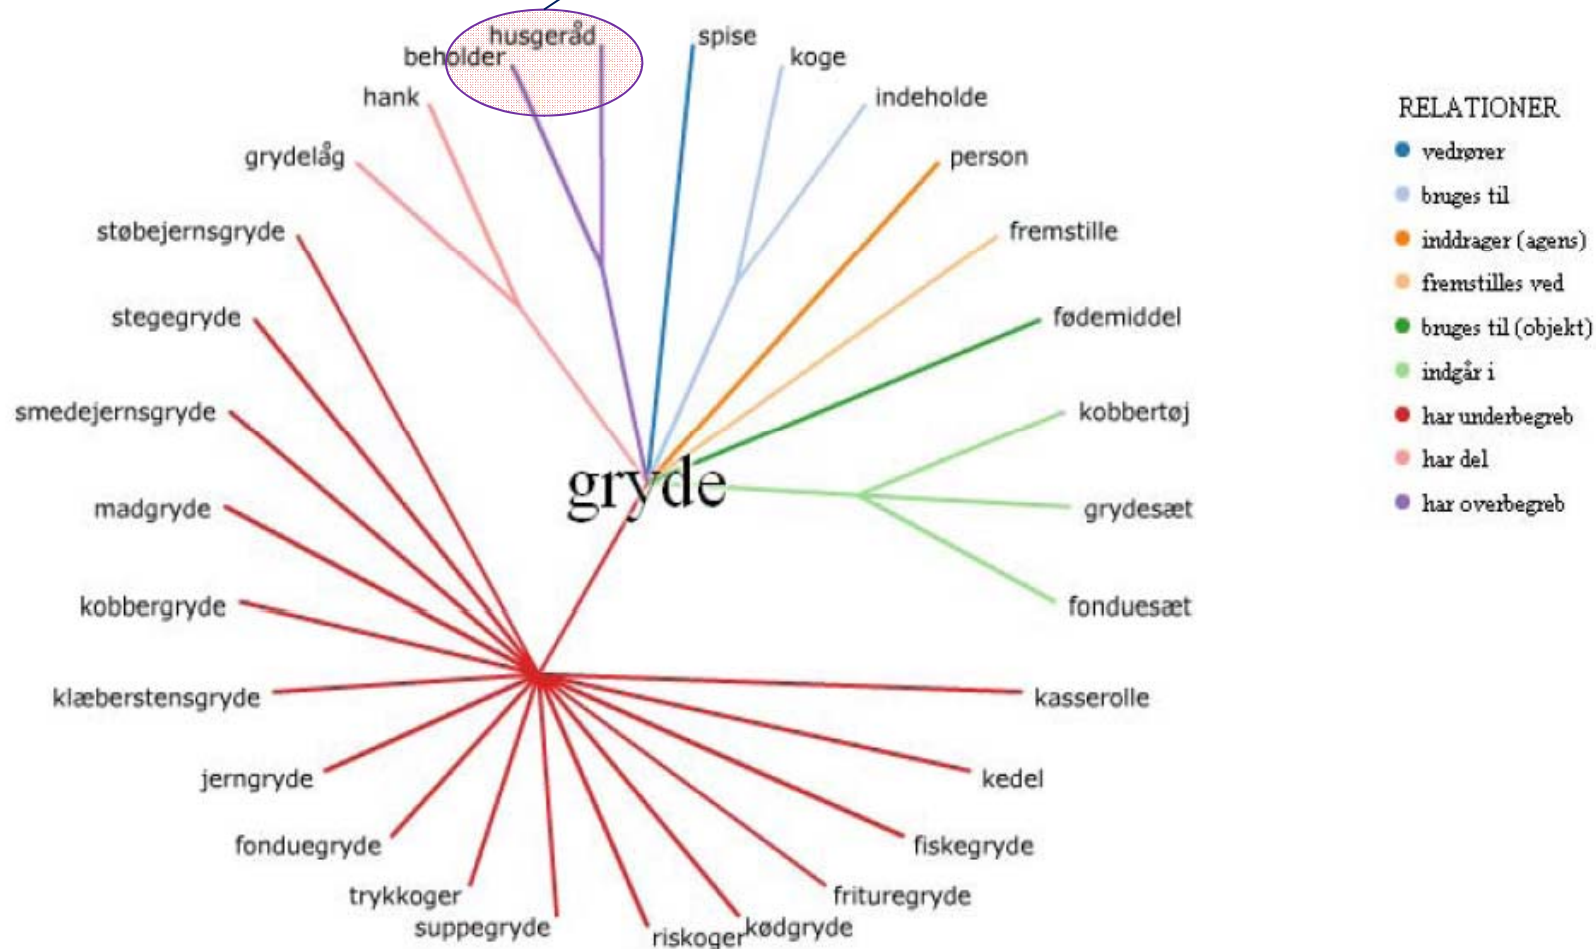 husgeråd
beholder
hank
grydelåg
støbejernsgryde
stegegryde
smedejernsgryde
madgryde
kobbergryde
klæberstensgryde
jerngryde
fonduegryde
trykkoger
suppegryde
riskoger
kødgryde
frituregryde
fiskegryde
kedel
kasserolle
fonduesæt
grydesæt
kobbertøj
fødemiddel
fremstille
person
indeholde
koge
spise
gryde
RELATIONER
vedrører
bruges til
inddrager (agens)
fremstilles ved
bruges til (objekt)
indgår i
har underbegreb
har del
har overbegreb